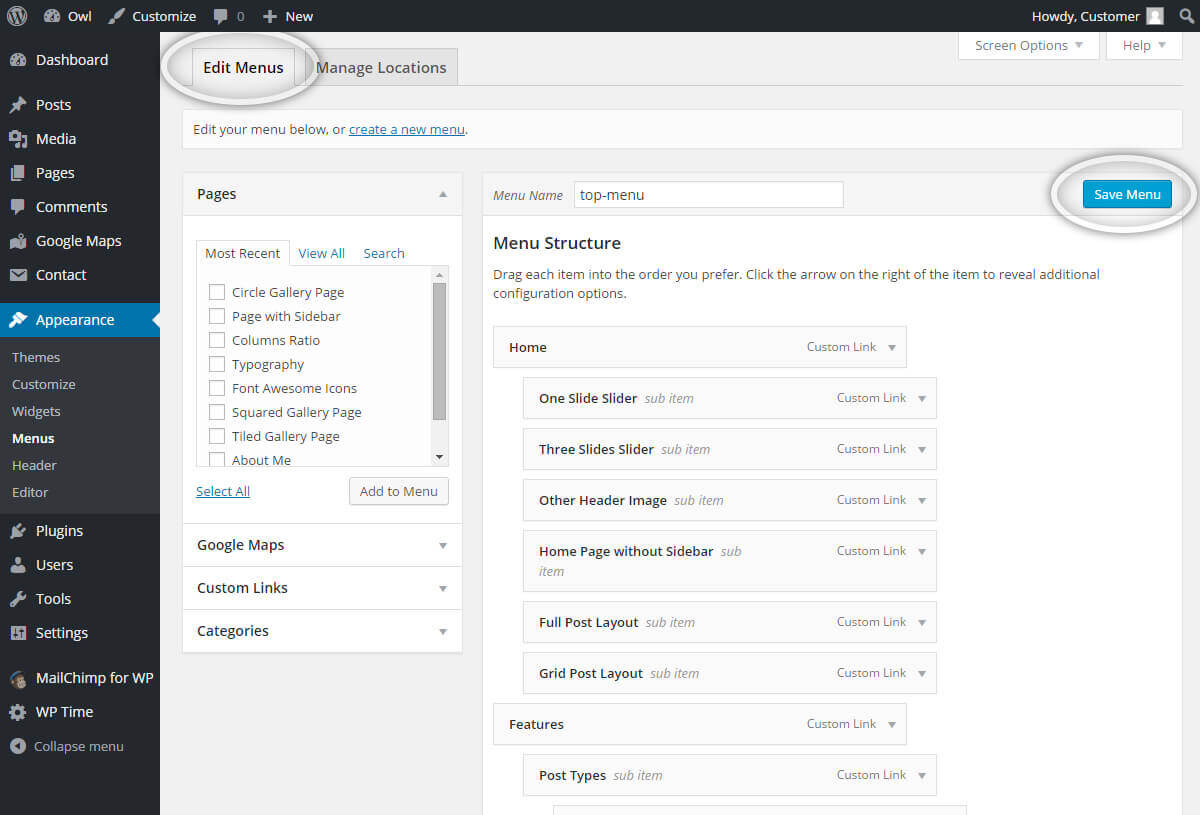 Owl Customize 0 New Howdy, Customer
Dashboard
Posts
Media
Pages
Comments
Google Maps
Contact
Appearance
Themes
Customize
Widgets
Menus
Header
Editor
Plugins
Users
Tools
Settings
MailChimp for WP
WP Time
Collapse menu
Screen Options Help
Edit Menus Manage Locations
Edit your menu below, or create a new menu.
Pages
Most Recent View All Search
Circle Gallery Page
Page with Sidebar
Columns Ratio
Typography
Font Awesome Icons
Squared Gallery Page
Tiled Gallery Page
About Me
Select All Add to Menu
Google Maps
Custom Links
Categories
Menu Name top-menu Save Menu
Menu Structure
Drag each item into the order you prefer. Click the arrow on the right of the item to reveal additional
configuration options.
Home Custom Link
One Slide Slider sub item Custom Link
Three Slides Slider sub item Custom Link
Other Header Image sub item Custom Link
Home Page without Sidebar sub Custom Link
item
Full Post Layout sub item Custom Link
Grid Post Layout sub item Custom Link
Features Custom Link
Post Types sub item Custom Link